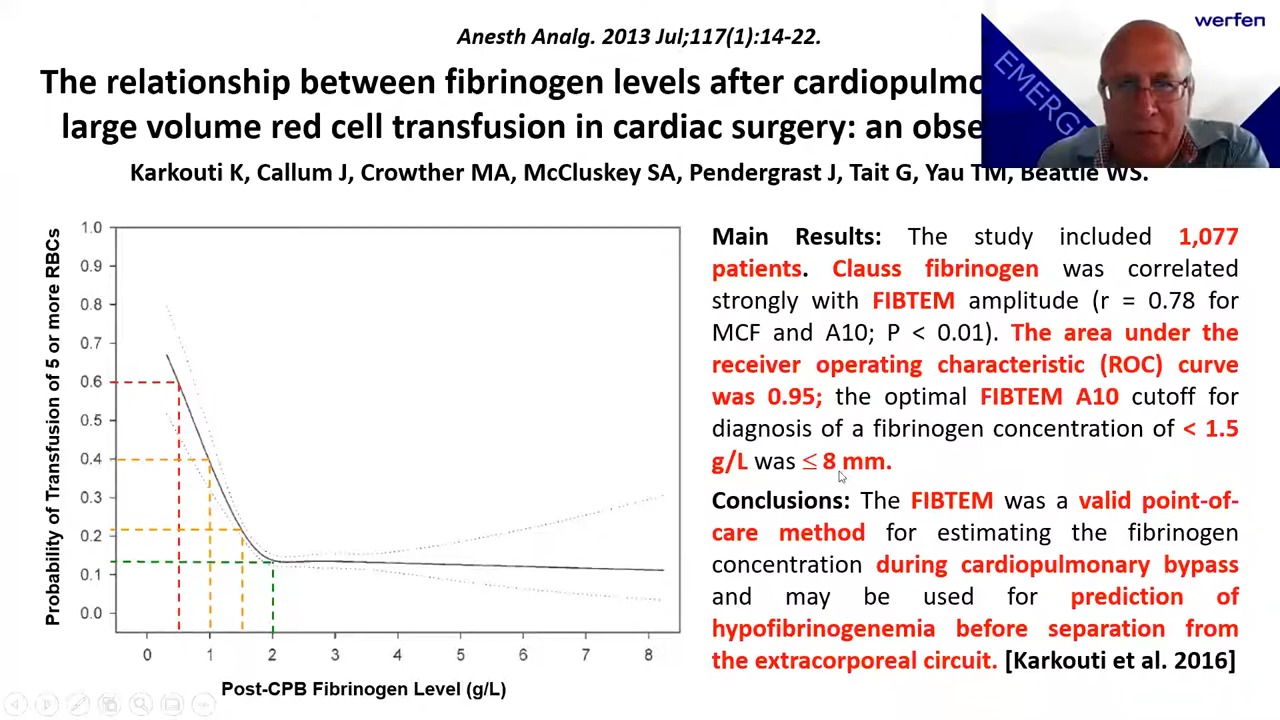 Anesth Analg. 2013 Jul;117(1):14-22.
werfen
The relationship between fibrinogen levels after
large volume red cell transfusion in cardiac surgery: an
EMERG
Karkouti K, Callum J, Crowther MA, McCluskey SA, Pendergrast J, Tait G, Yau TM, Beattie WS.
Probability of Transfusion of 5 or more RBCs
1.0
0.9
0.8
0.7
0.6
0.5
0.4
0.3
0.2
0.1
0.0
0 1 2 3 4 5 6 7 8
Post-CPB Fibrinogen Level (g/L)
Main Results: The study included 1,077
patients. Clauss fibrinogen was correlated
strongly with FIBTEM amplitude (r = 0.78 for
MCF and A10; P < 0.01). The area under the
receiver operating characteristic (ROC) curve
was 0.95; the optimal FIBTEM A10 cutoff for
diagnosis of a fibrinogen concentration of < 1.5
g/L was ≤ 8 mm.
Conclusions: The FIBTEM was a valid point-of-
care method for estimating the fibrinogen
concentration during cardiopulmonary bypass
and may be used for prediction of
hypofibrinogenemia before separation from
the extracorporeal circuit. [Karkouti et al. 2016]